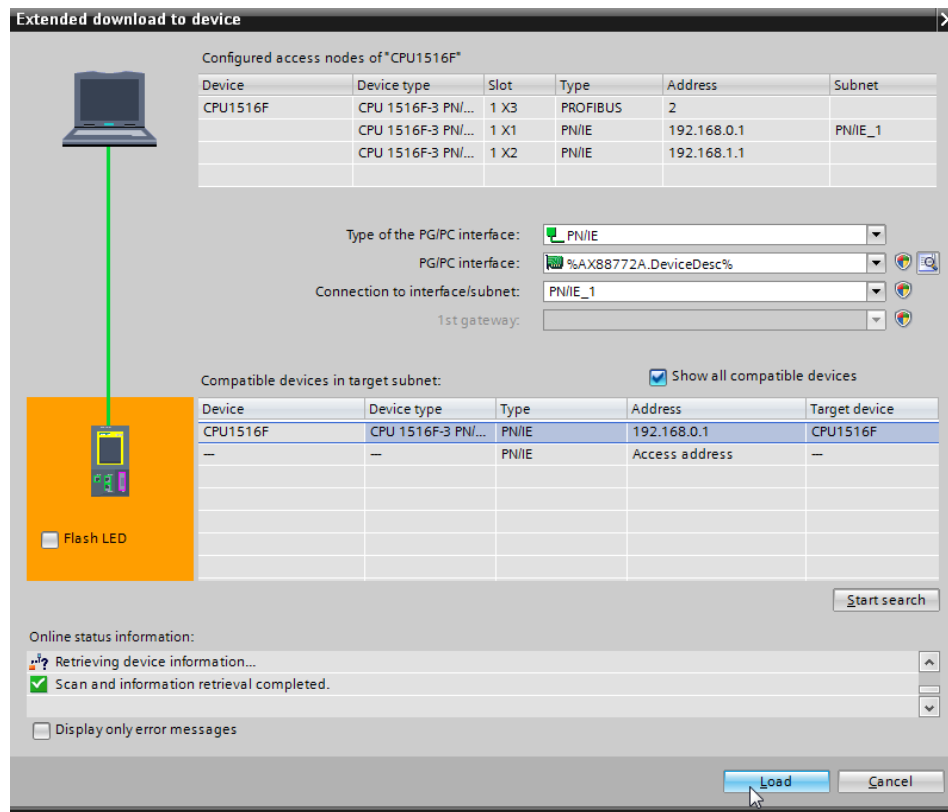 Extended download to device
Configured access nodes of "CPU1516F"
Device Device type Slot Type Address Subnet
CPU1516F CPU 1516F-3 PN/... 1 X3 PROFIBUS 2
CPU 1516F-3 PN/... 1 X1 PN/IE 192.168.0.1 PN/IE_1
CPU 1516F-3 PN/... 1 X2 PN/IE 192.168.1.1
Type of the PG/PC interface: PN/IE
PG/PC interface: %AX88772A.DeviceDesc%
Connection to interface/subnet: PN/IE_1
1st gateway:
Compatible devices in target subnet: Show all compatible devices
Device Device type Type Address Target device
CPU1516F CPU 1516F-3 PN/... PN/IE 192.168.0.1 CPU1516F
— — PN/IE Access address —
Flash LED
Start search
Online status information:
Retrieving device information...
Scan and information retrieval completed.
Display only error messages
Load Cancel